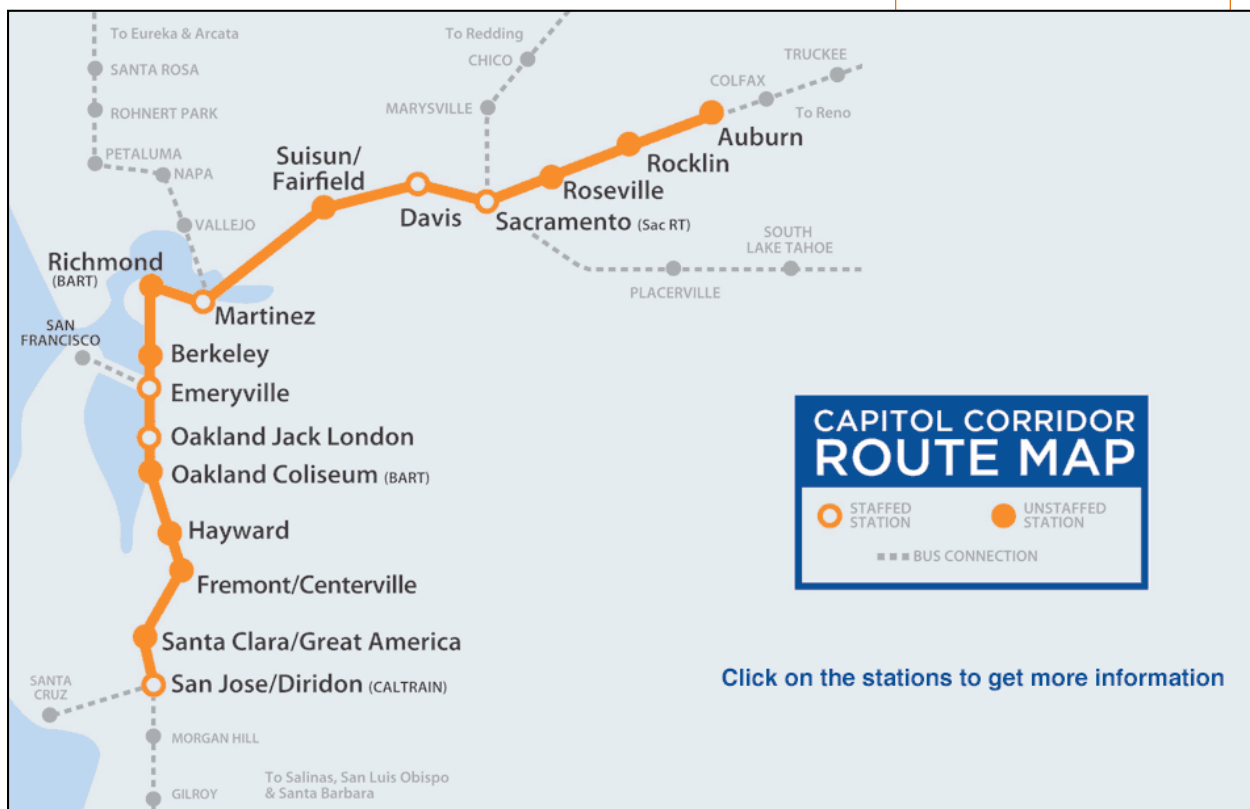 To Eureka & Arcata
SANTA ROSA
ROHNERT PARK
PETALUMA
NAPA
VALLEJO
To Redding
CHICO
MARYSVILLE
TRUCKEE
COLFAX
To Reno
Auburn
Rocklin
Roseville
Sacramento (Sac RT)
Davis
Suisun/
Fairfield
SOUTH
LAKE TAHOE
PLACERVILLE
Richmond
(BART)
Martinez
SAN
FRANCISCO
Berkeley
Emeryville
Oakland Jack London
Oakland Coliseum (BART)
Hayward
Fremont/Centerville
Santa Clara/Great America
San Jose/Diridon (CALTRAIN)
SANTA
CRUZ
MORGAN HILL
GILROY
To Salinas, San Luis Obispo
& Santa Barbara
CAPITOL CORRIDOR
ROUTE MAP
STAFFED
STATION
UNSTAFFED
STATION
BUS CONNECTION
Click on the stations to get more information